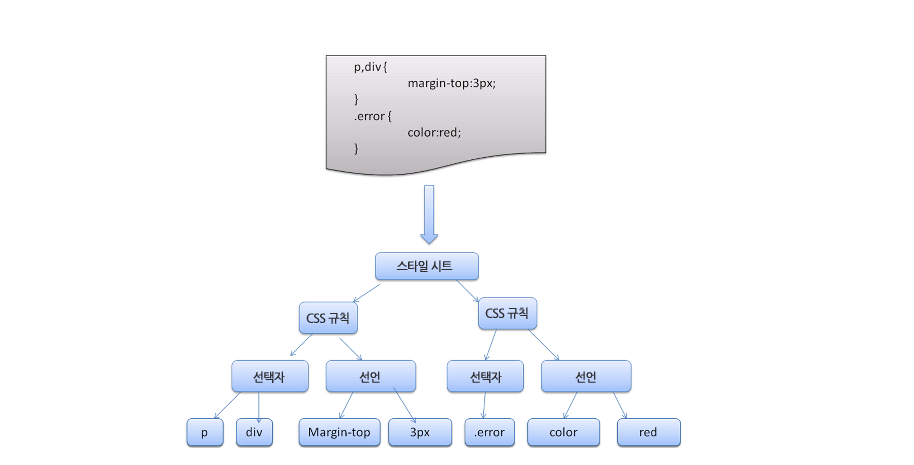 p,div {
margin-top:3px;
}
.error {
color:red;
}
스타일 시트
CSS 규칙
CSS 규칙
선택자
선언
선택자
선언
p
div
Margin-top
3px
.error
color
red